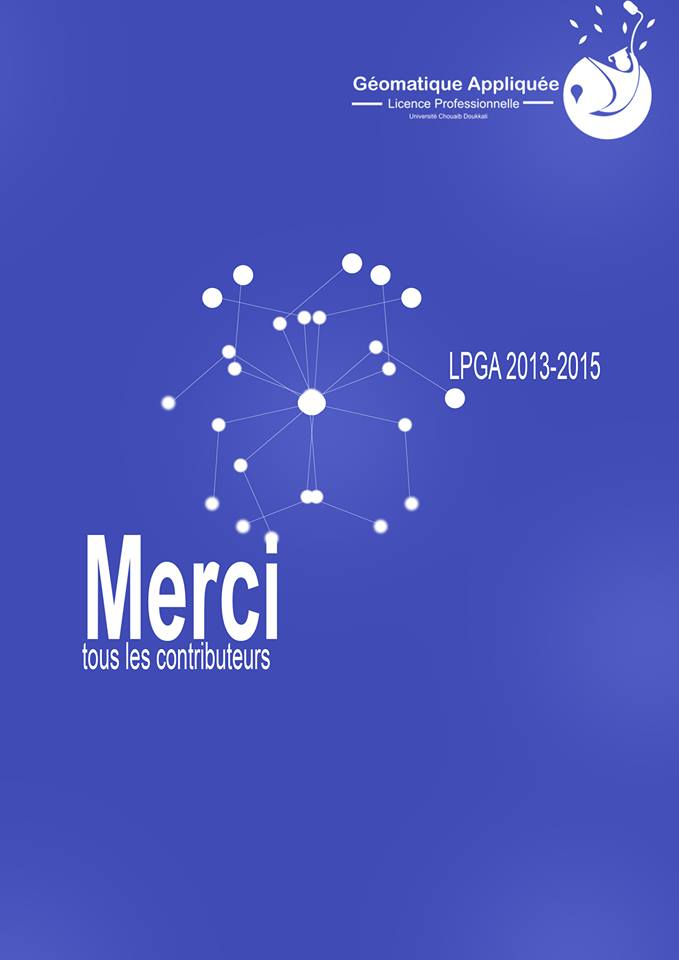 Géomatique Appliquée
Licence Professionnelle
Université Chouaib Doukkali
LPGA 2013-2015
Merci
tous les contributeurs